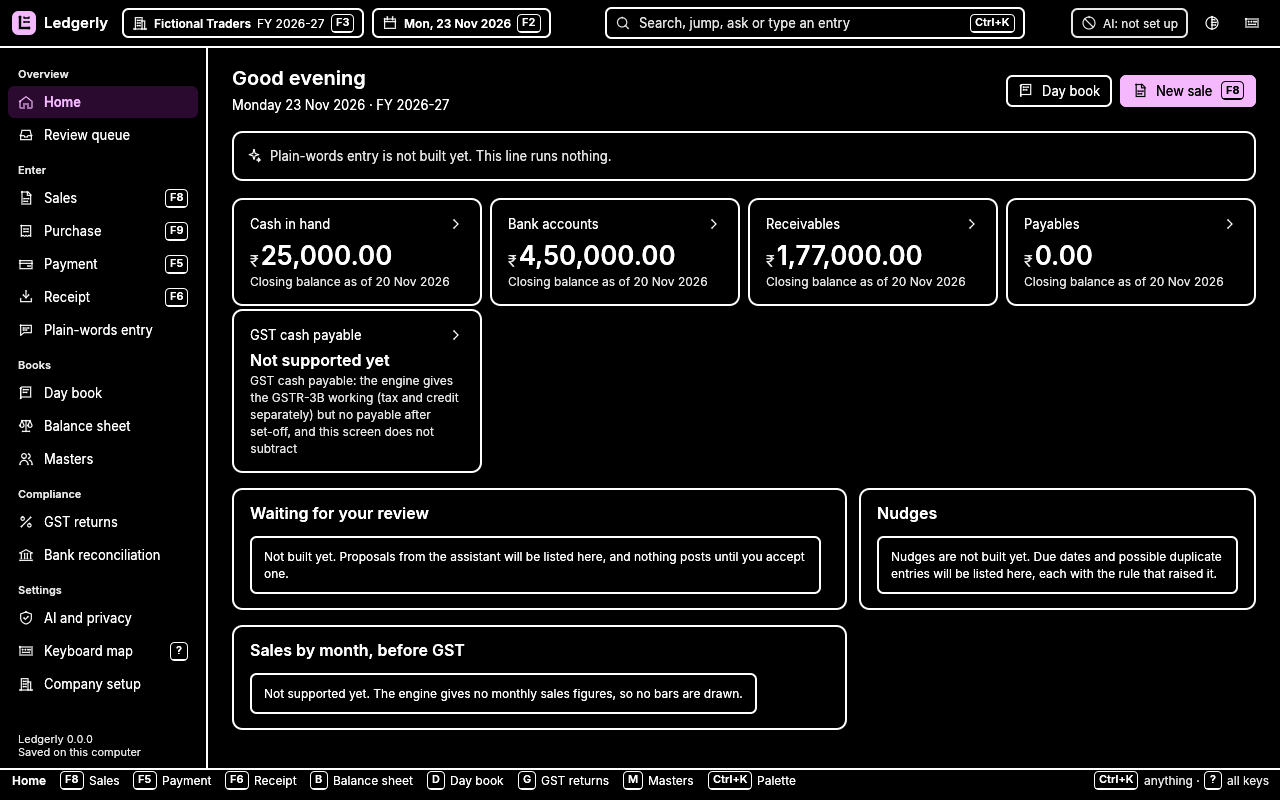 Ledgerly
Fictional Traders FY 2026-27 F3
Mon, 23 Nov 2026 F2
Search, jump, ask or type an entry Ctrl+K
AI: not set up
Overview
Home
Review queue
Enter
Sales F8
Purchase F9
Payment F5
Receipt F6
Plain-words entry
Books
Day book
Balance sheet
Masters
Compliance
GST returns
Bank reconciliation
Settings
AI and privacy
Keyboard map ?
Company setup
Ledgerly 0.0.0
Saved on this computer
Good evening
Monday 23 Nov 2026 · FY 2026-27
Day book
New sale F8
Plain-words entry is not built yet. This line runs nothing.
Cash in hand
₹25,000.00
Closing balance as of 20 Nov 2026
Bank accounts
₹4,50,000.00
Closing balance as of 20 Nov 2026
Receivables
₹1,77,000.00
Closing balance as of 20 Nov 2026
Payables
₹0.00
Closing balance as of 20 Nov 2026
GST cash payable
Not supported yet
GST cash payable: the engine gives
the GSTR-3B working (tax and credit
separately) but no payable after
set-off, and this screen does not
subtract
Waiting for your review
Not built yet. Proposals from the assistant will be listed here, and nothing posts until you accept
one.
Nudges
Nudges are not built yet. Due dates and possible duplicate
entries will be listed here, each with the rule that raised it.
Sales by month, before GST
Not supported yet. The engine gives no monthly sales figures, so no bars are drawn.
Home F8 Sales F5 Payment F6 Receipt B Balance sheet D Day book G GST returns M Masters Ctrl+K Palette
Ctrl+K anything · ? all keys